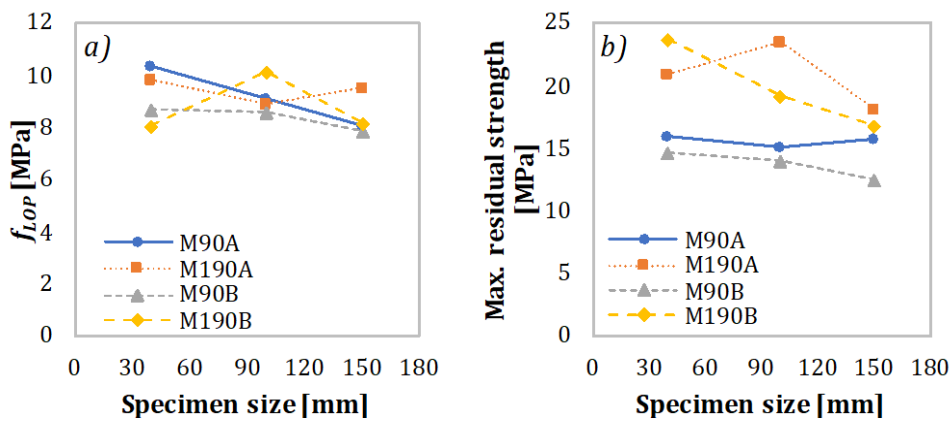 a)
12
10
8
6
4
2
0
f_LOP [MPa]
M90A
M190A
M90B
M190B
0 30 60 90 120 150 180
Specimen size [mm]
b)
25
20
15
10
5
0
Max. residual strength
[MPa]
M90A
M190A
M90B
M190B
0 30 60 90 120 150 180
Specimen size [mm]